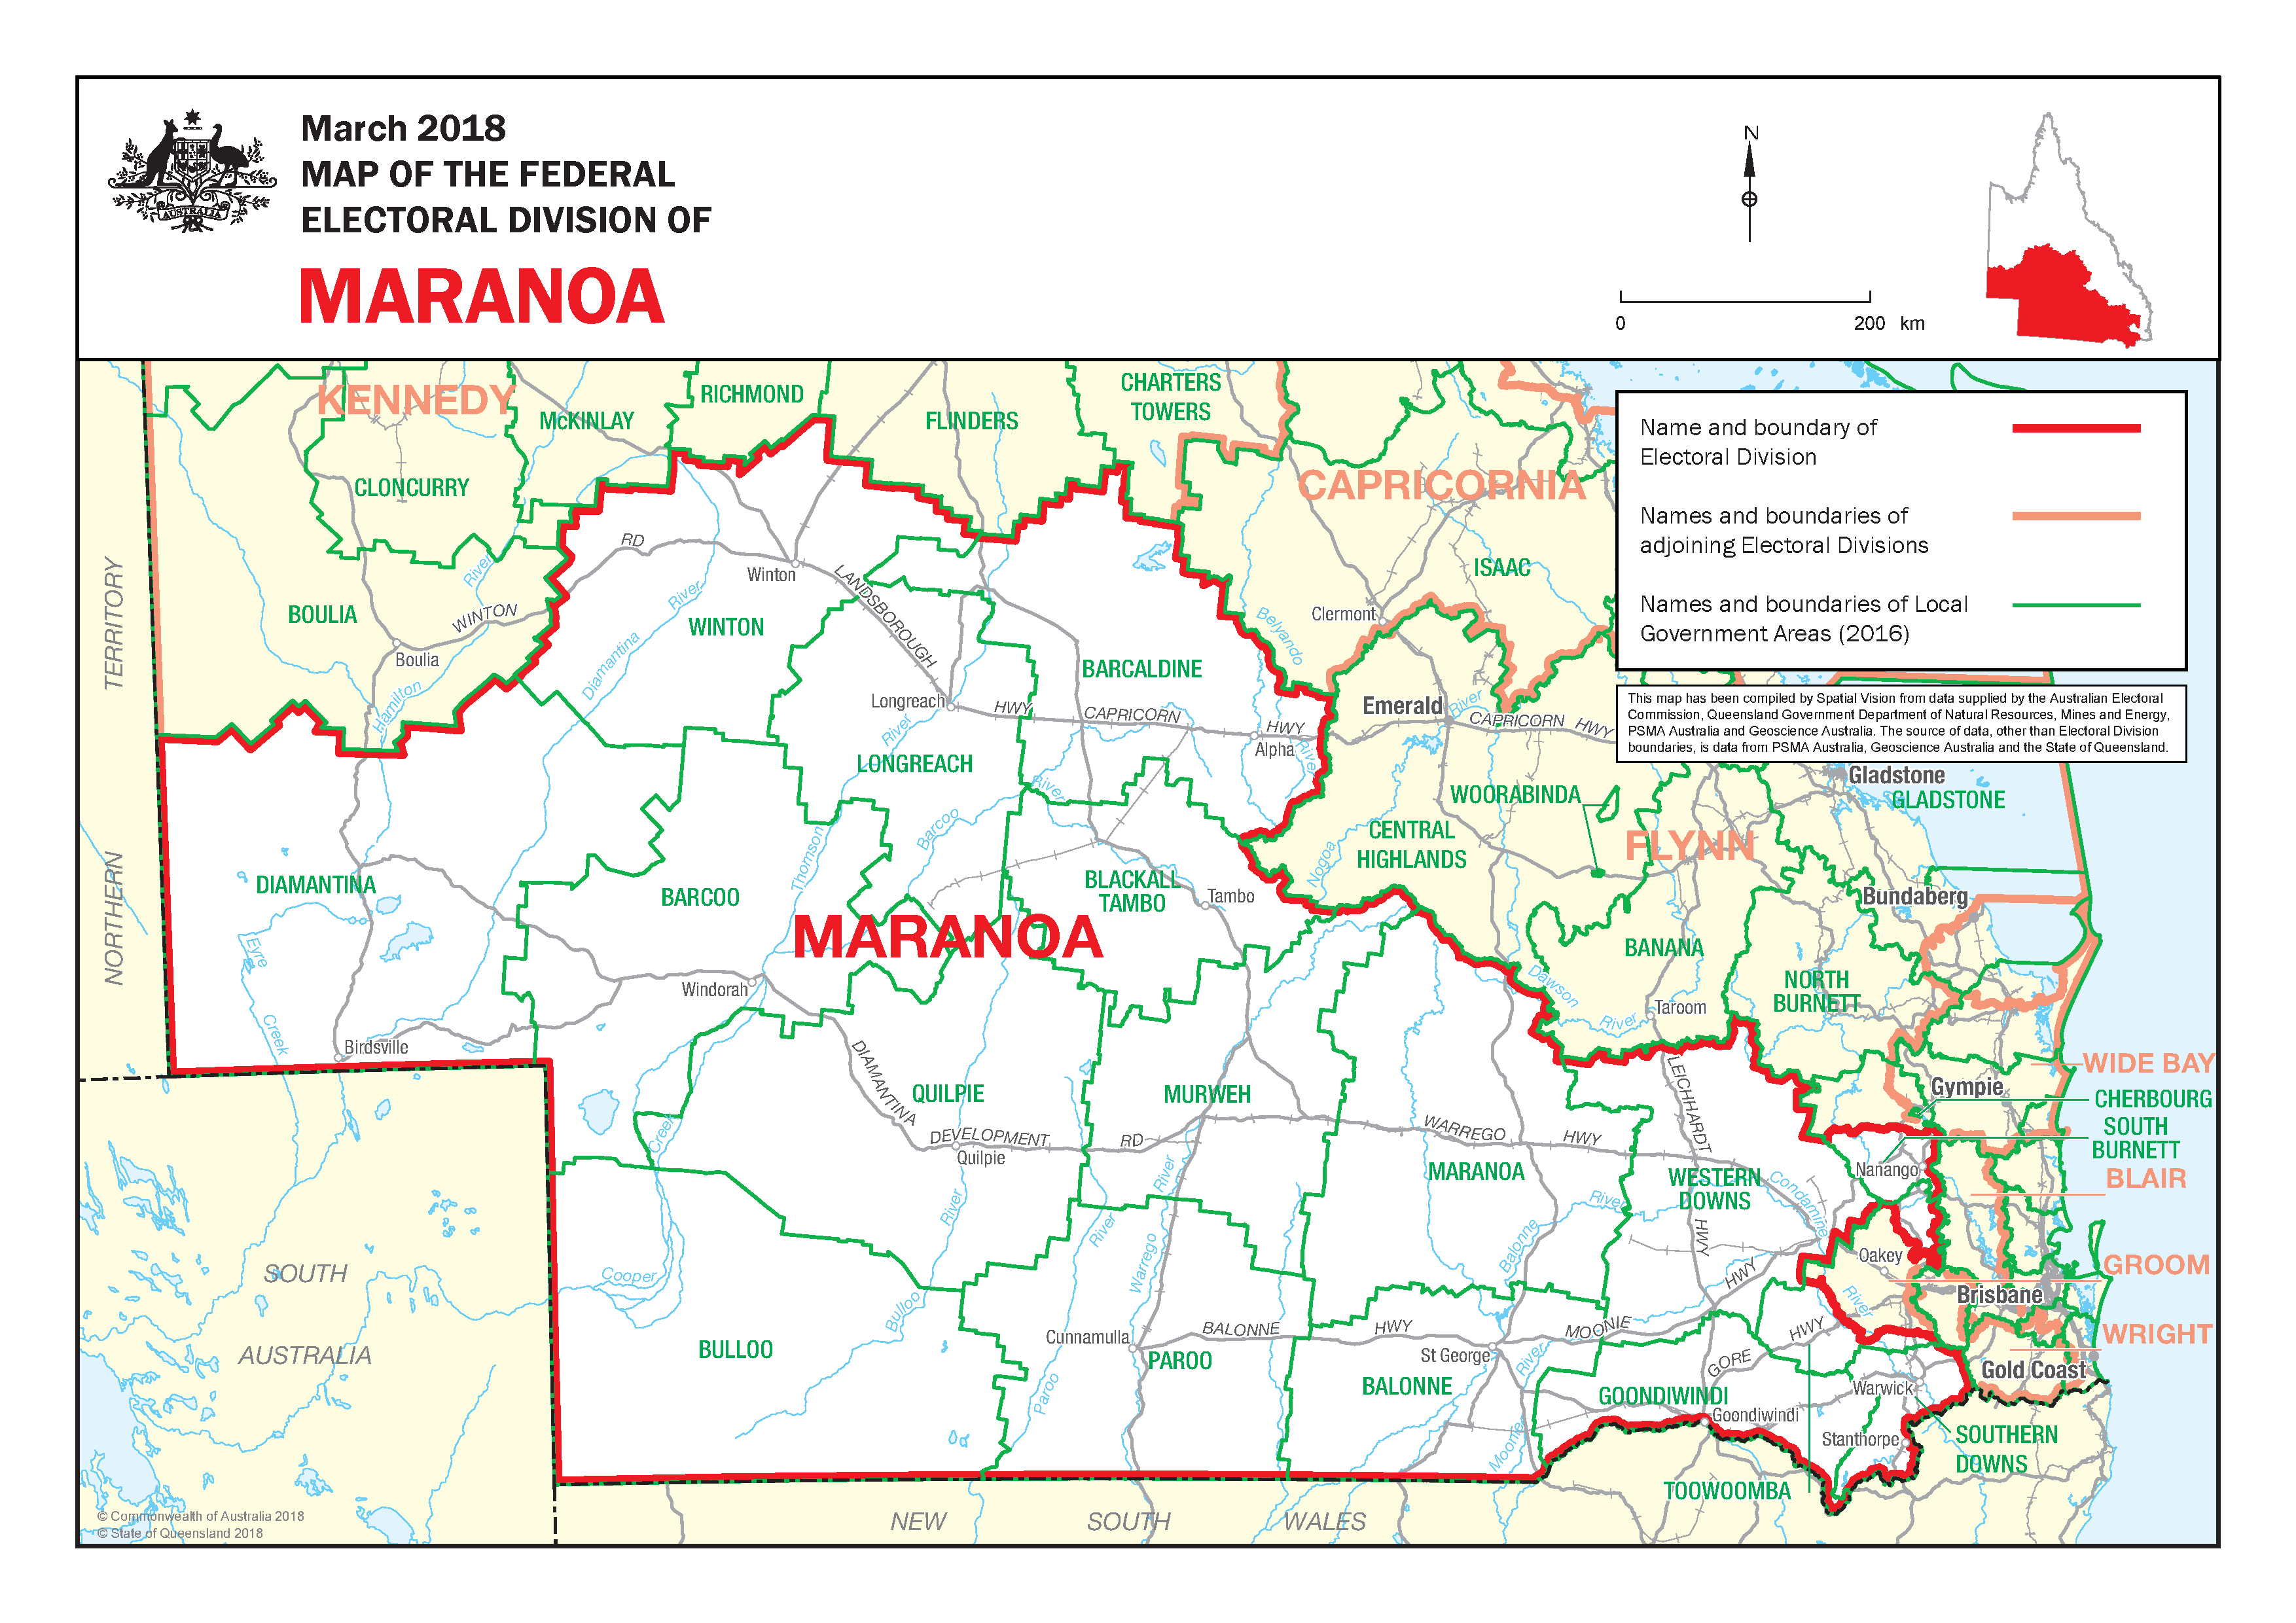 March 2018
MAP OF THE FEDERAL
ELECTORAL DIVISION OF
MARANOA
AUSTRALIA
N
0
200 km
Name and boundary of
Electoral Division
Names and boundaries of
adjoining Electoral Divisions
Names and boundaries of Local
Government Areas (2016)
This map has been compiled by Spatial Vision from data supplied by the Australian Electoral
Commission, Queensland Government Department of Natural Resources, Mines and Energy,
PSMA Australia and Geoscience Australia. The source of data, other than Electoral Division
boundaries, is data from PSMA Australia, Geoscience Australia and the State of Queensland.
KENNEDY
McKINLAY
RICHMOND
FLINDERS
CHARTERS
TOWERS
CAPRICORNIA
CLONCURRY
ISAAC
RD
River
Winton
LANDSBOROUGH
River
BOULIA
WINTON
WINTON
Clermont
Belyando
TERRITORY
Boulia
Diamantina
BARCALDINE
Hamilton
Longreach
HWY
CAPRICORN
HWY
Emerald
River
CAPRICORN
HWY
River
Alpha
River
LONGREACH
River
Gladstone
GLADSTONE
WOORABINDA
Barcoo
CENTRAL
HIGHLANDS
FLYNN
Thomson
Nogoa
DIAMANTINA
BARCOO
BLACKALL
TAMBO
Tambo
Bundaberg
NORTHERN
MARANOA
BANANA
Eyre
Dawson
NORTH
BURNETT
Windorah
Taroom
River
Creek
Birdsville
DIAMANTINA
LEICHHARDT
WIDE BAY
QUILPIE
MURWEH
Gympie
CHERBOURG
Creek
DEVELOPMENT
RD
WARREGO
HWY
SOUTH
BURNETT
Quilpie
River
MARANOA
WESTERN
DOWNS
Condamine
Nanango
BLAIR
River
River
River
HWY
Balonne
Oakey
GROOM
SOUTH
Cooper
Warrego
HWY
River
Brisbane
Bulloo
AUSTRALIA
BULLOO
Cunnamulla
BALONNE
HWY
MOONIE
HWY
WRIGHT
PAROO
St George
River
GORE
Gold Coast
Paroo
BALONNE
GOONDIWINDI
Warwick
Goondiwindi
Moonie
Stanthorpe
SOUTHERN
DOWNS
TOOWOOMBA
© Commonwealth of Australia 2018
© State of Queensland 2018
NEW
SOUTH
WALES